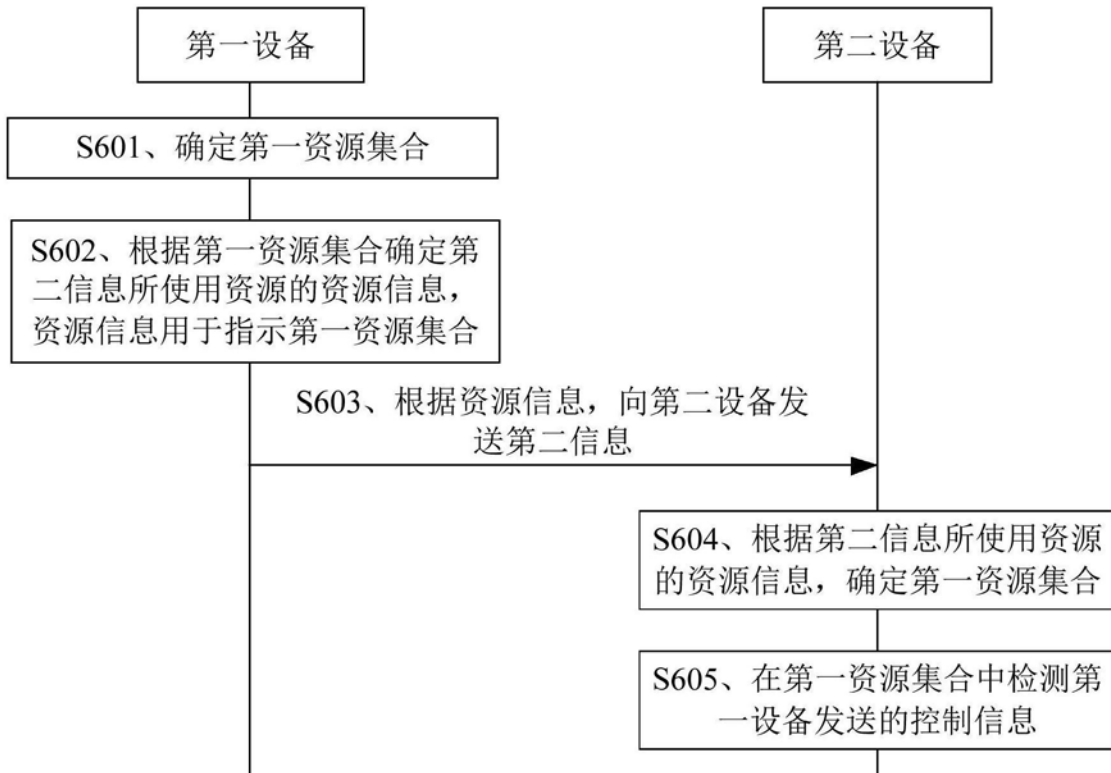 第一设备
第二设备
S601、确定第一资源集合
S602、根据第一资源集合确定第
二信息所使用资源的资源信息，
资源信息用于指示第一资源集合
S603、根据资源信息，向第二设备发
送第二信息
S604、根据第二信息所使用资源
的资源信息，确定第一资源集合
S605、在第一资源集合中检测第
一设备发送的控制信息